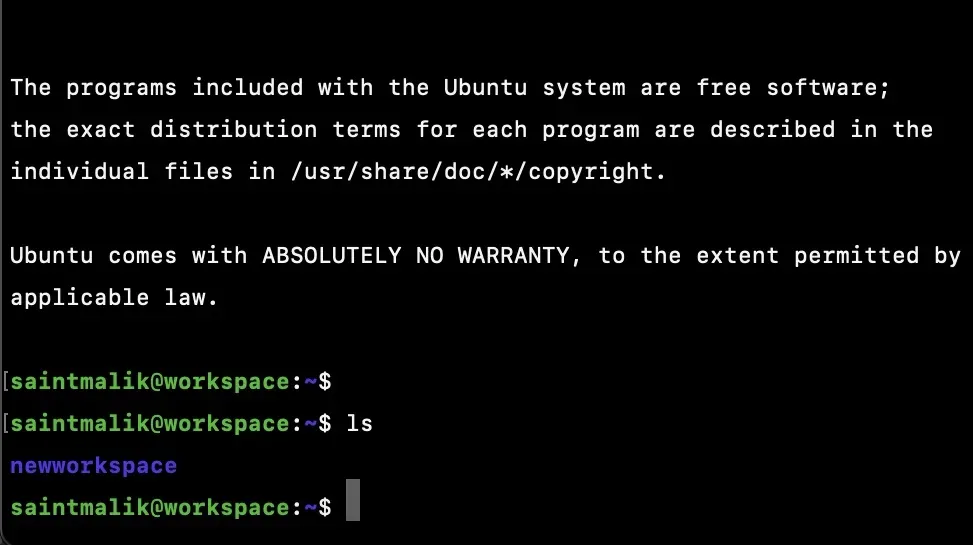 The programs included with the Ubuntu system are free software;
the exact distribution terms for each program are described in the
individual files in /usr/share/doc/*/copyright.
Ubuntu comes with ABSOLUTELY NO WARRANTY, to the extent permitted by
applicable law.
[saintmalik@workspace:~$
[saintmalik@workspace:~$ ls
newworkspace
saintmalik@workspace:~$